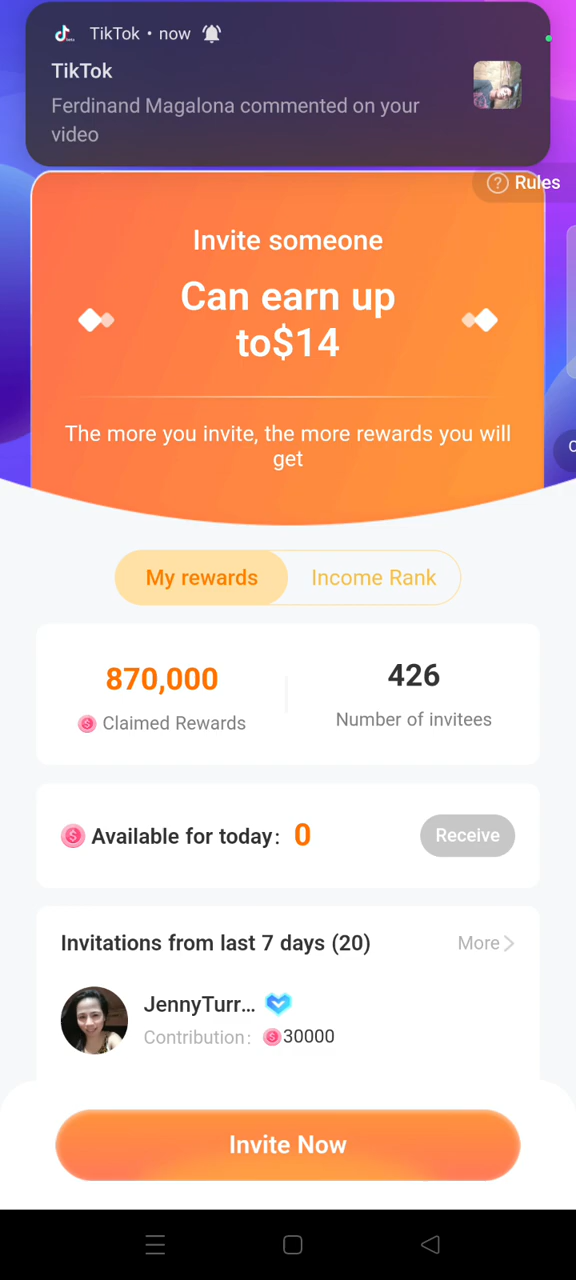 TikTok • now
TikTok
Ferdinand Magalona commented on your
video
? Rules
Invite someone
Can earn up
to$14
The more you invite, the more rewards you will
get
My rewards
Income Rank
870,000
Claimed Rewards
426
Number of invitees
Available for today: 0
Receive
Invitations from last 7 days (20)
More
JennyTurr...
Contribution: 30000
Invite Now